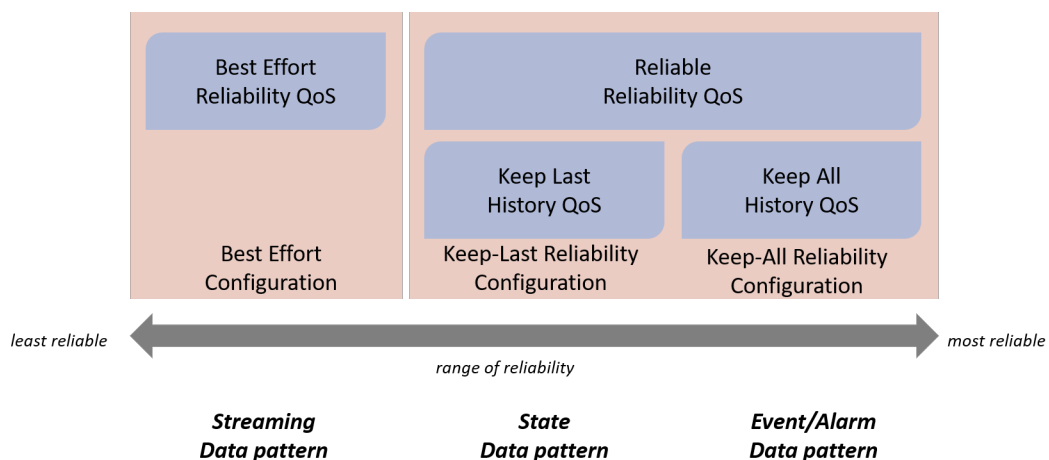 Best Effort
Reliability QoS
Reliable
Reliability QoS
Keep Last
History QoS
Keep All
History QoS
Best Effort
Configuration
Keep-Last Reliability
Configuration
Keep-All Reliability
Configuration
least reliable
most reliable
range of reliability
Streaming
Data pattern
State
Data pattern
Event/Alarm
Data pattern